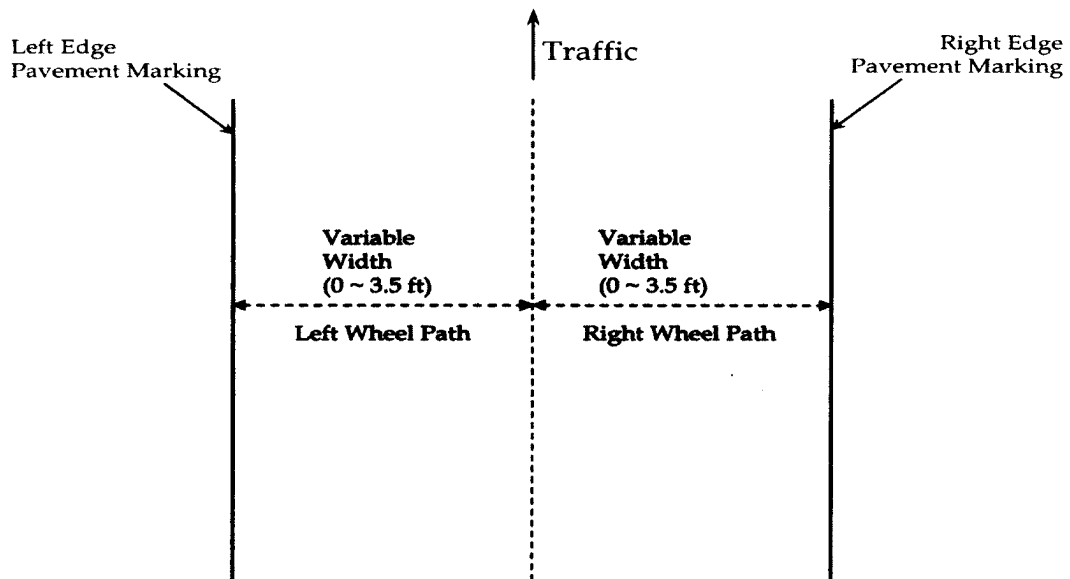 Left Edge
Pavement Marking
Traffic
Right Edge
Pavement Marking
Variable
Width
(0 ~ 3.5 ft)
Variable
Width
(0 ~ 3.5 ft)
Left Wheel Path
Right Wheel Path